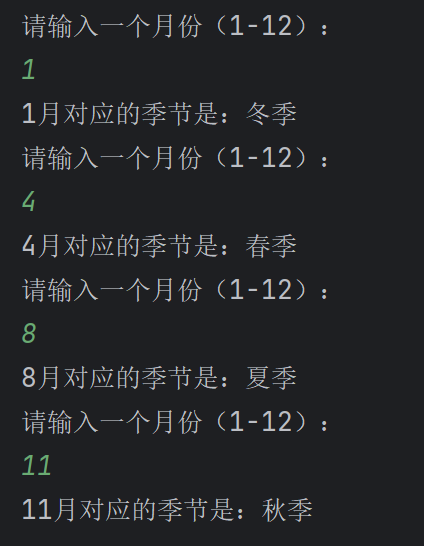 请输入一个月份（1-12）：
1
1月对应的季节是：冬季
请输入一个月份（1-12）：
4
4月对应的季节是：春季
请输入一个月份（1-12）：
8
8月对应的季节是：夏季
请输入一个月份（1-12）：
11
11月对应的季节是：秋季